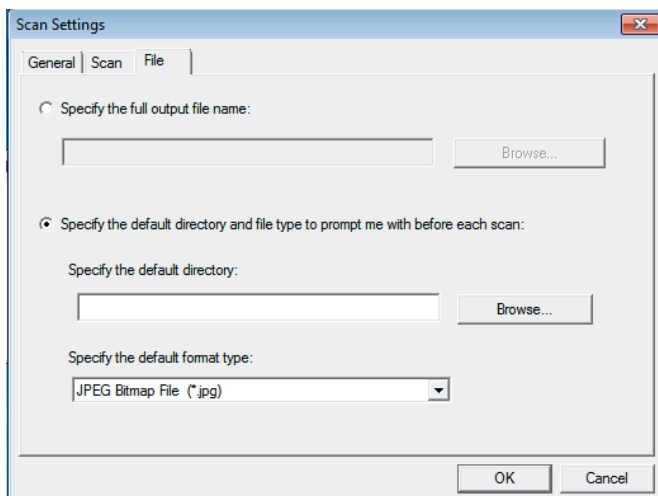 Scan Settings
General Scan File
Specify the full output file name:
Browse...
Specify the default directory and file type to prompt me with before each scan:
Specify the default directory:
Browse...
Specify the default format type:
JPEG Bitmap File (*.jpg)
OK Cancel